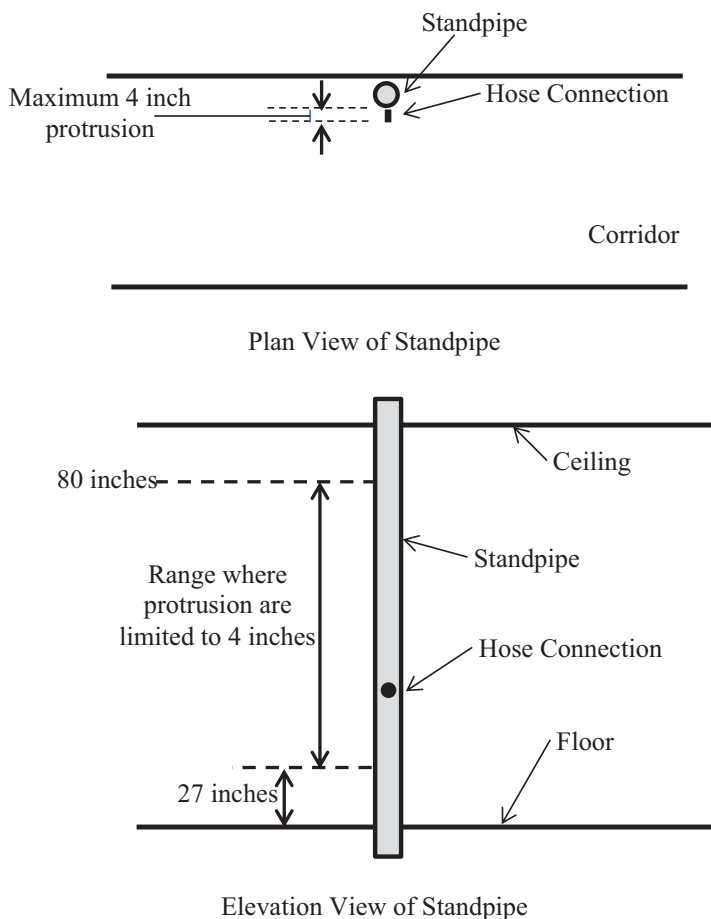 Standpipe
Maximum 4 inch
protrusion
Hose Connection
Corridor
Plan View of Standpipe
Ceiling
80 inches
Standpipe
Range where
protrusion are
limited to 4 inches
Hose Connection
Floor
27 inches
Elevation View of Standpipe